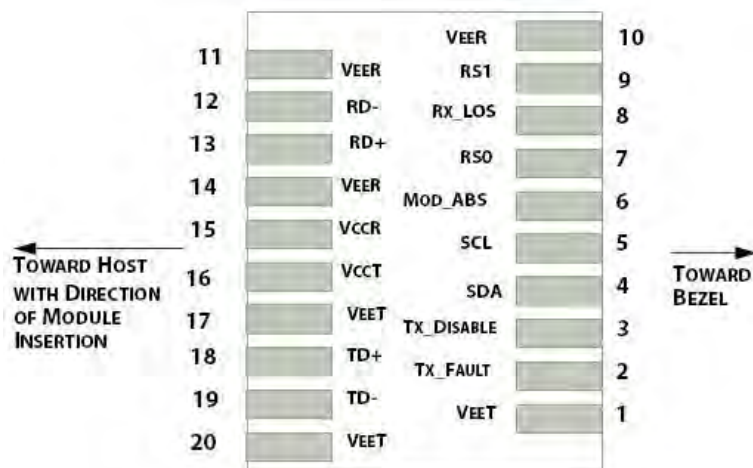 11 VEER
12 RD-
13 RD+
14 VEER
15 VCCR
16 VCCT
17 VEET
18 TD+
19 TD-
20 VEET
TOWARD HOST
WITH DIRECTION
OF MODULE
INSERTION
VEER 10
RS1 9
RX_LOS 8
RS0 7
MOD_ABS 6
SCL 5
SDA 4
TX_DISABLE 3
TX_FAULT 2
VEET 1
TOWARD
BEZEL